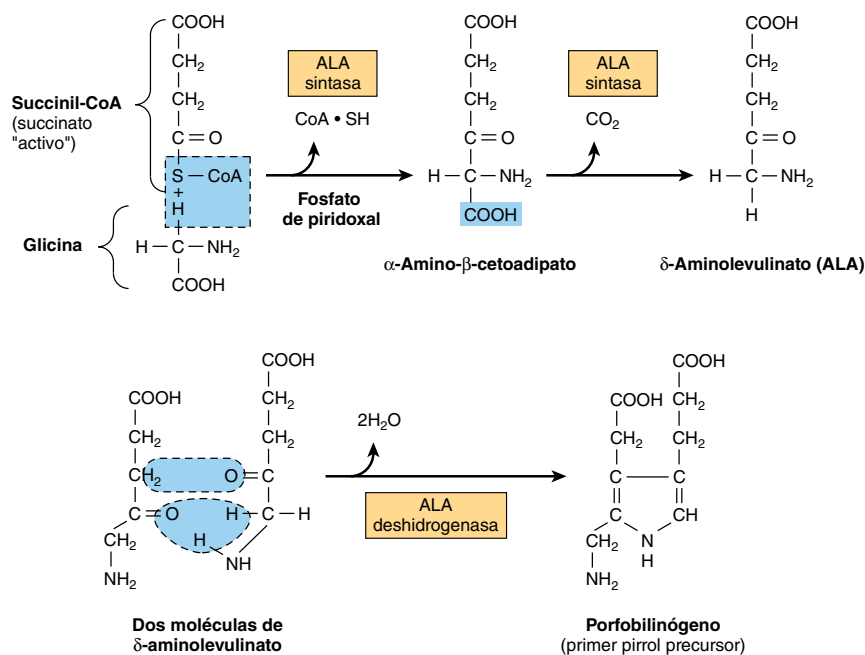 COOH
CH2
CH2
C=O
S—CoA
+
H
H—C—NH2
COOH
Succinil-CoA
(succinato
"activo")
Glicina
ALA
sintasa
CoA • SH
Fosfato
de piridoxal
COOH
CH2
CH2
C=O
H—C—NH2
COOH
α-Amino-β-cetoadipato
ALA
sintasa
CO2
COOH
CH2
CH2
C=O
H—C—NH2
H
δ-Aminolevulinato (ALA)
COOH
CH2
CH2
C=O
CH2
NH2
COOH
CH2
CH2
O=C
H—C—H
H
NH
Dos moléculas de
δ-aminolevulinato
2H2O
ALA
deshidrogenasa
COOH
CH2
COOH
CH2
CH2
C
C
C
CH
CH2
N
H
NH2
Porfobilinógeno
(primer pirrol precursor)